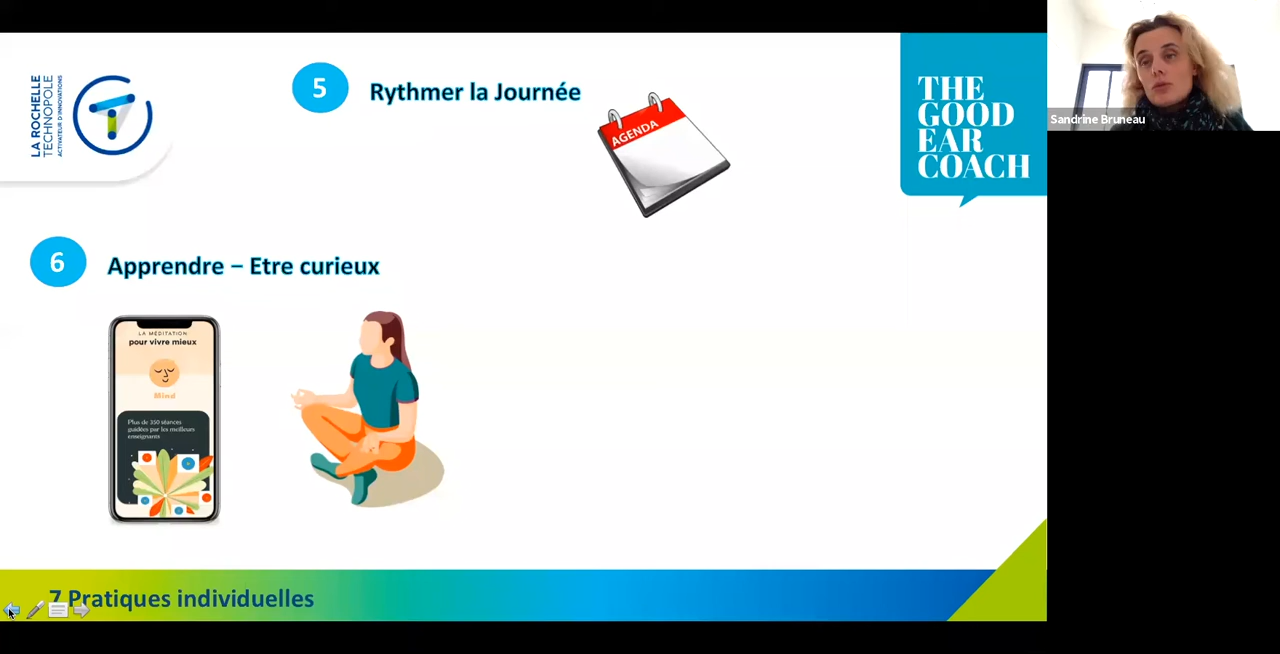 LA ROCHELLE
TECHNOPOLE
ACTIVATEUR D'INNOVATIONS
5
Rythmer la Journée
AGENDA
THE
GOOD
EAR
COACH
Sandrine Bruneau
6
Apprendre – Etre curieux
LA MÉDITATION
pour vivre mieux
Mind
Plus de 350 séances
guidées par les meilleurs
enseignants
7 Pratiques individuelles